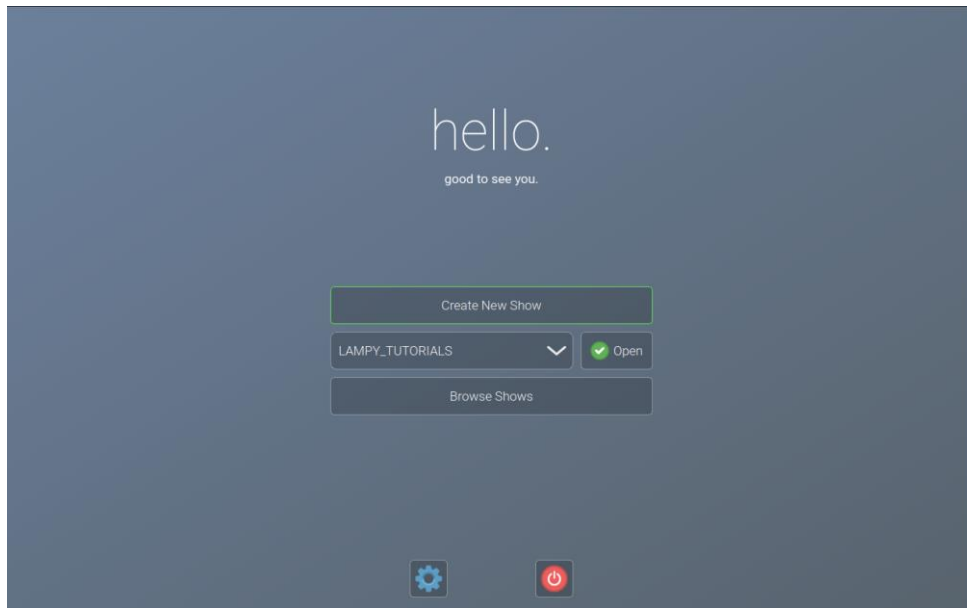 hello.
good to see you.
Create New Show
LAMPY_TUTORIALS
Open
Browse Shows